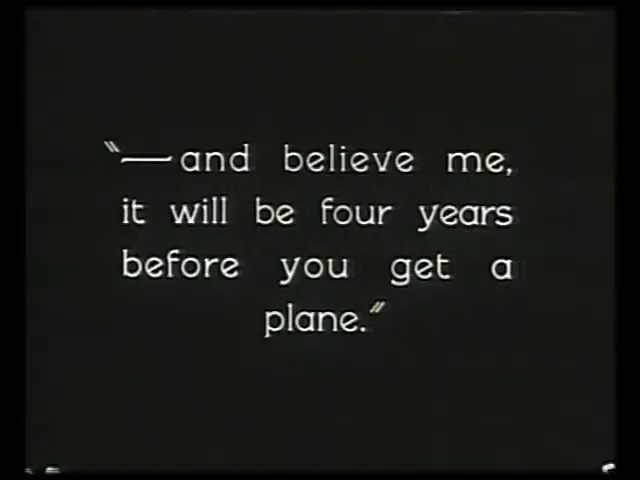 "—and believe me,
it will be four years
before you get a
plane."